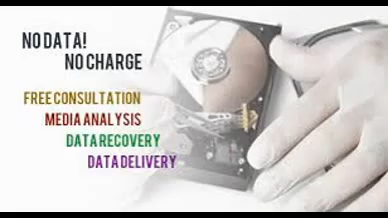 NO DATA!
NO CHARGE
FREE CONSULTATION
MEDIA ANALYSIS
DATA RECOVERY
DATA DELIVERY